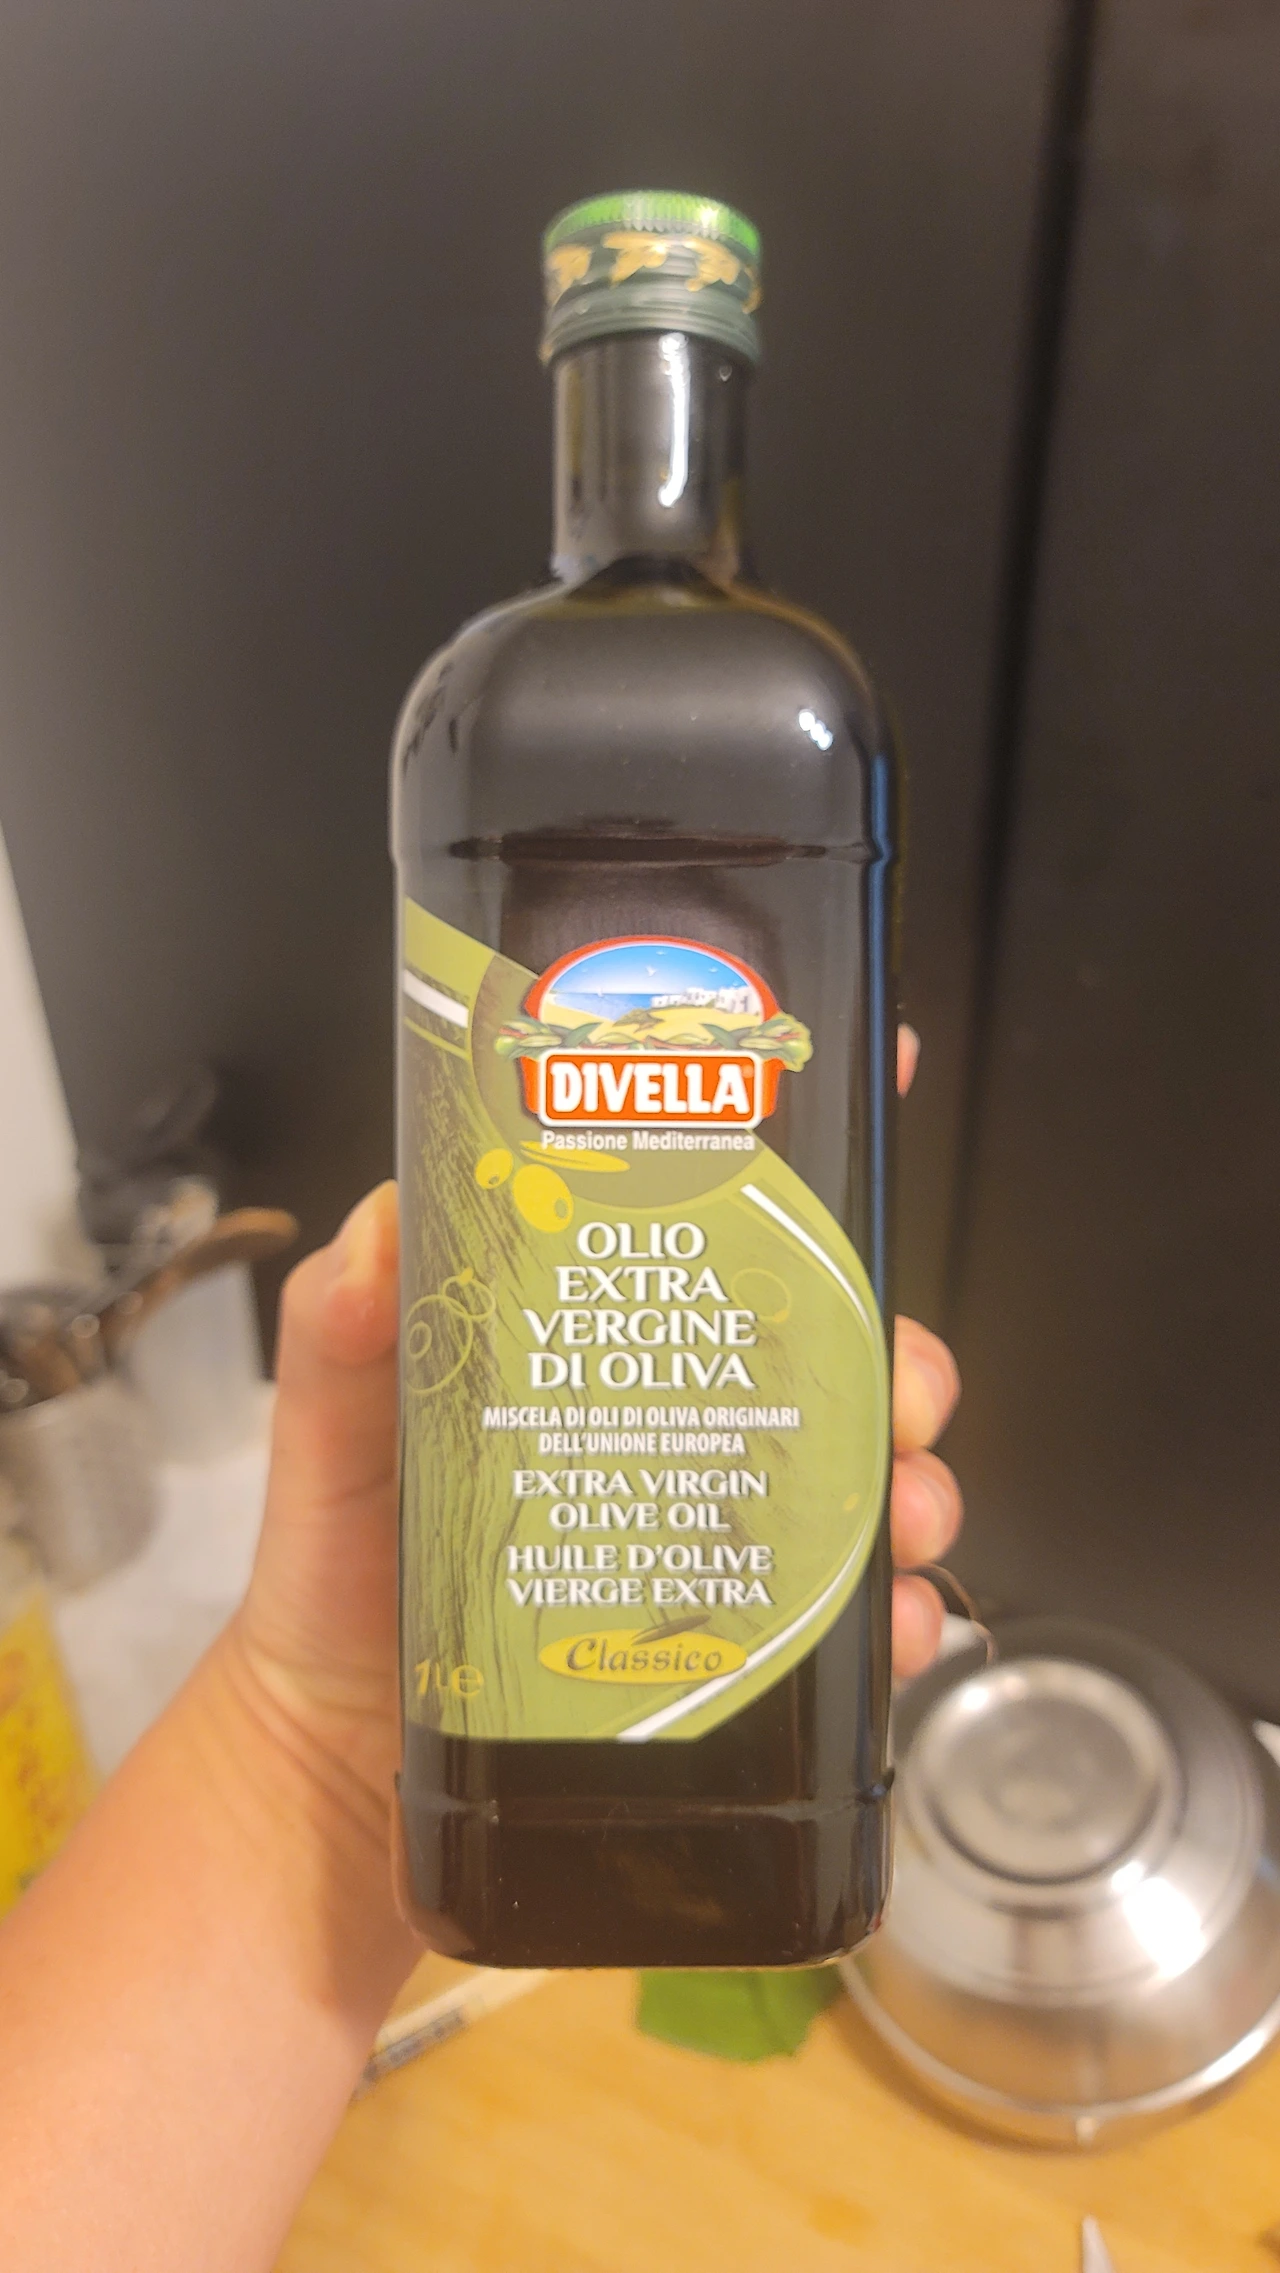 DIVELLA
Passione Mediterranea
OLIO
EXTRA
VERGINE
DI OLIVA
MISCELA DI OLI DI OLIVA ORIGINARI
DELL'UNIONE EUROPEA
EXTRA VIRGIN
OLIVE OIL
HUILE D'OLIVE
VIERGE EXTRA
Classico
1L e